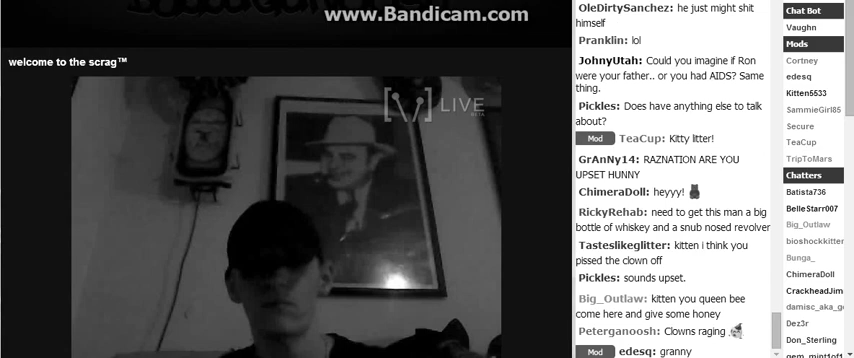 www.Bandicam.com
welcome to the scrag™
LIVE
BETA
OleDirtySanchez: he just might shit
himself
Pranklin: lol
JohnyUtah: Could you imagine if Ron
were your father.. or you had AIDS? Same
thing.
Pickles: Does have anything else to talk
about?
Mod TeaCup: Kitty litter!
GrAnNy14: RAZNATION ARE YOU
UPSET HUNNY
ChimeraDoll: heyyy!
RickyRehab: need to get this man a big
bottle of whiskey and a snub nosed revolver
Tasteslikeglitter: kitten i think you
pissed the clown off
Pickles: sounds upset.
Big_Outlaw: kitten you queen bee
come here and give some honey
Peterganoosh: Clowns raging
Mod edesq: granny
Chat Bot
Vaughn
Mods
Cortney
edesq
Kitten5533
SammieGirl85
Secure
TeaCup
TripToMars
Chatters
Batista736
BelleStarr007
Big_Outlaw
bioshockkitten
Bunga_
ChimeraDoll
CrackheadJim
damisc_aka_g
Dez3r
Don_Sterling
gem_mint1of1